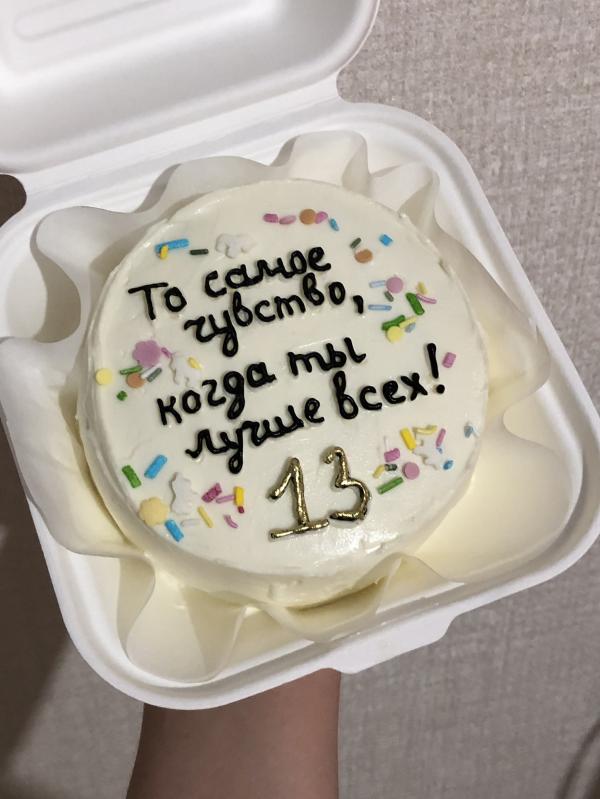 То самое
чувство,
когда ты
лучше всех!
13